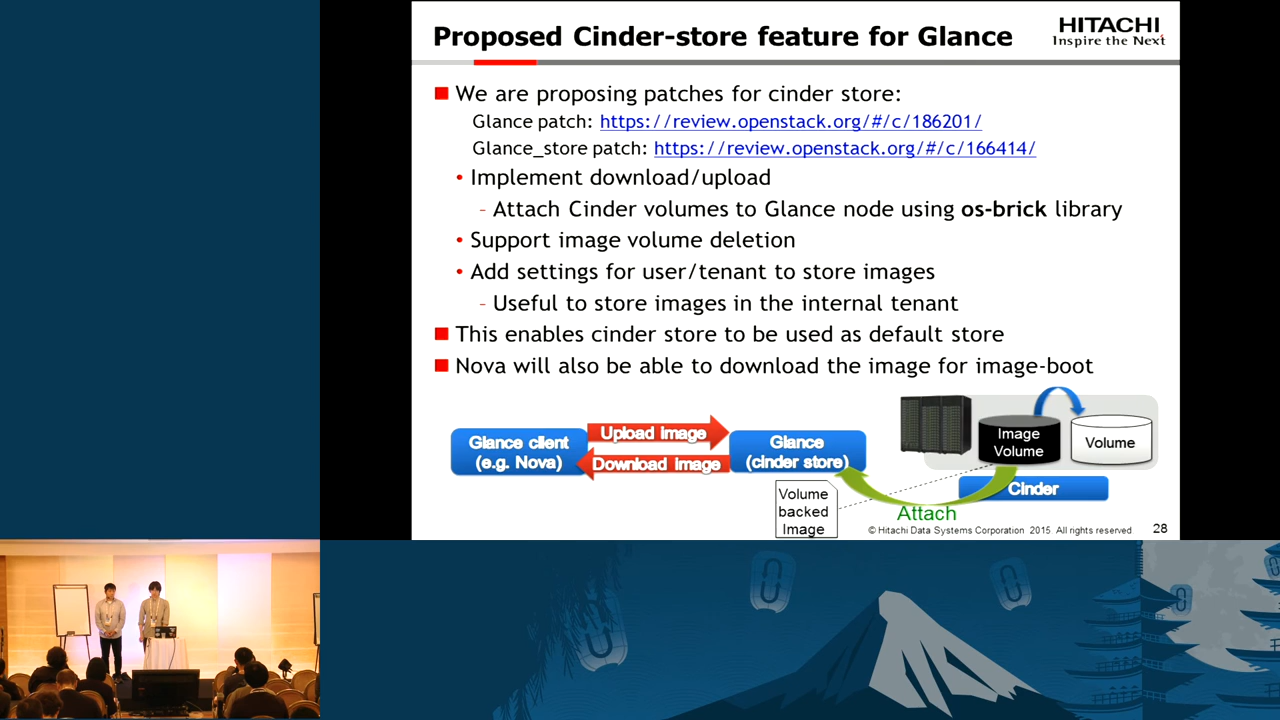 Proposed Cinder-store feature for Glance
HITACHI
Inspire the Next
We are proposing patches for cinder store:
Glance patch: https://review.openstack.org/#/c/186201/
Glance_store patch: https://review.openstack.org/#/c/166414/
• Implement download/upload
- Attach Cinder volumes to Glance node using os-brick library
• Support image volume deletion
• Add settings for user/tenant to store images
- Useful to store images in the internal tenant
This enables cinder store to be used as default store
Nova will also be able to download the image for image-boot
Glance client
(e.g. Nova)
Upload image
Download image
Glance
(cinder store)
Image
Volume
Volume
Cinder
Volume
backed
Image
Attach
© Hitachi Data Systems Corporation 2015 All rights reserved
28